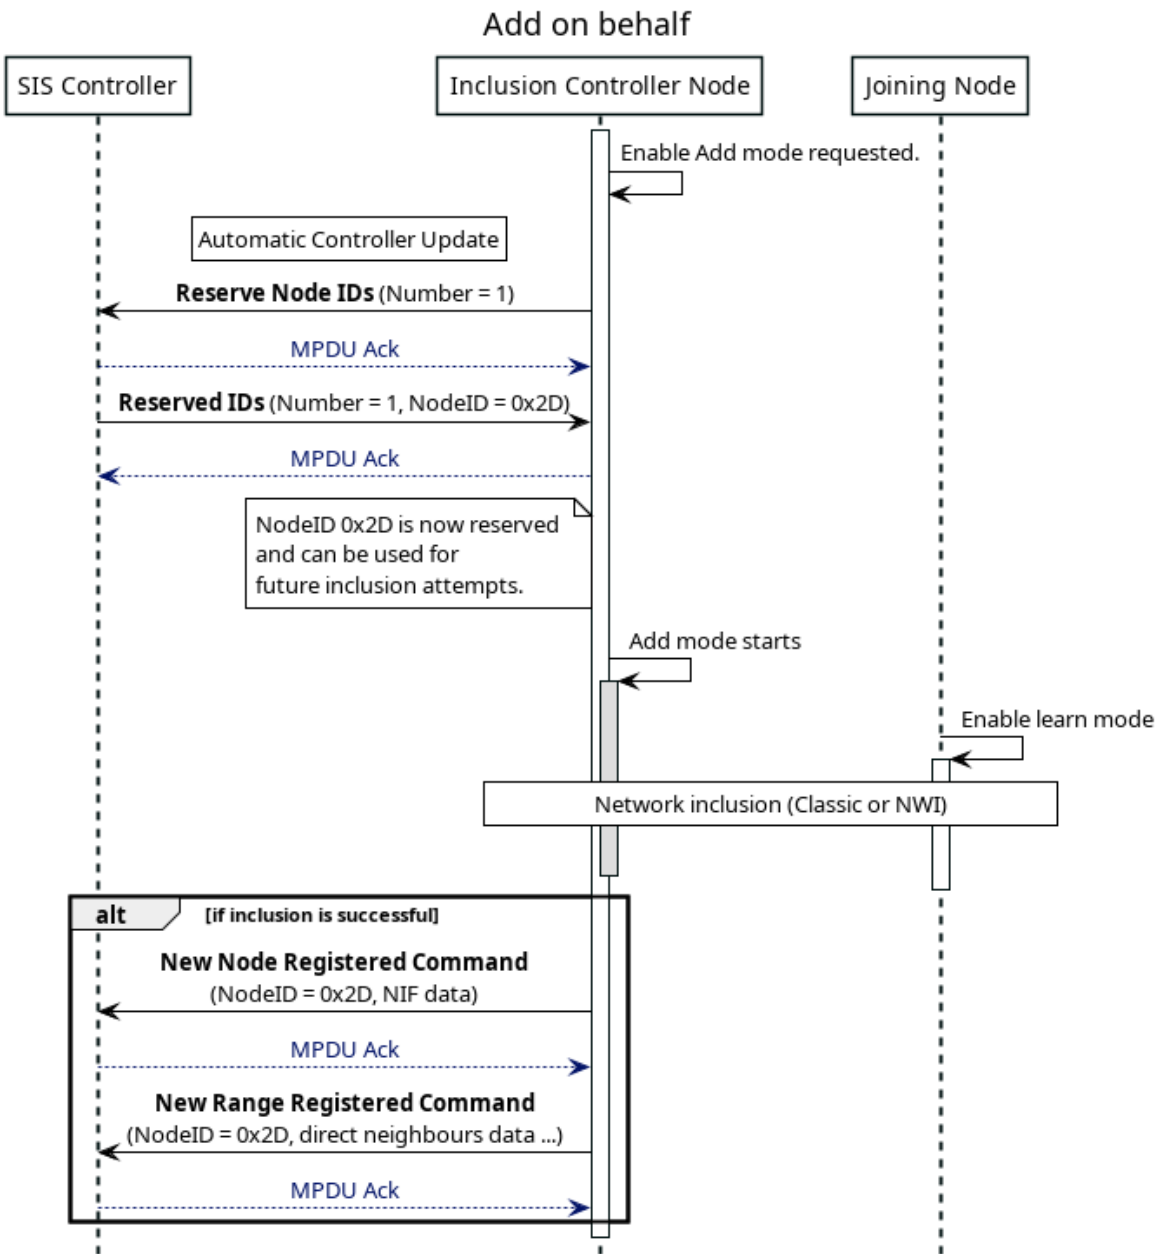 Add on behalf
SIS Controller
Inclusion Controller Node
Joining Node
Enable Add mode requested.
Automatic Controller Update
Reserve Node IDs (Number = 1)
MPDU Ack
Reserved IDs (Number = 1, NodeID = 0x2D)
MPDU Ack
NodeID 0x2D is now reserved
and can be used for
future inclusion attempts.
Add mode starts
Enable learn mode
Network inclusion (Classic or NWI)
alt
[if inclusion is successful]
New Node Registered Command
(NodeID = 0x2D, NIF data)
MPDU Ack
New Range Registered Command
(NodeID = 0x2D, direct neighbours data ...)
MPDU Ack